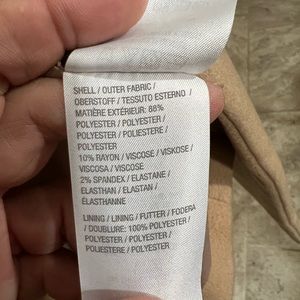 SHELL / OUTER FABRIC /
OBERSTOFF / TESSUTO ESTERNO /
MATIÈRE EXTÉRIEUR: 88%
POLYESTER / POLYESTER /
POLYESTER / POLIESTERE /
POLYESTER
10% RAYON / VISCOSE / VISKOSE /
VISCOSA / VISCOSE
2% SPANDEX / ELASTANE /
ELASTHAN / ELASTAN /
ÉLASTHANNE
LINING / LINING / FUTTER / FODERA
/ DOUBLURE: 100% POLYESTER /
POLYESTER / POLYESTER /
POLIESTERE / POLYESTER